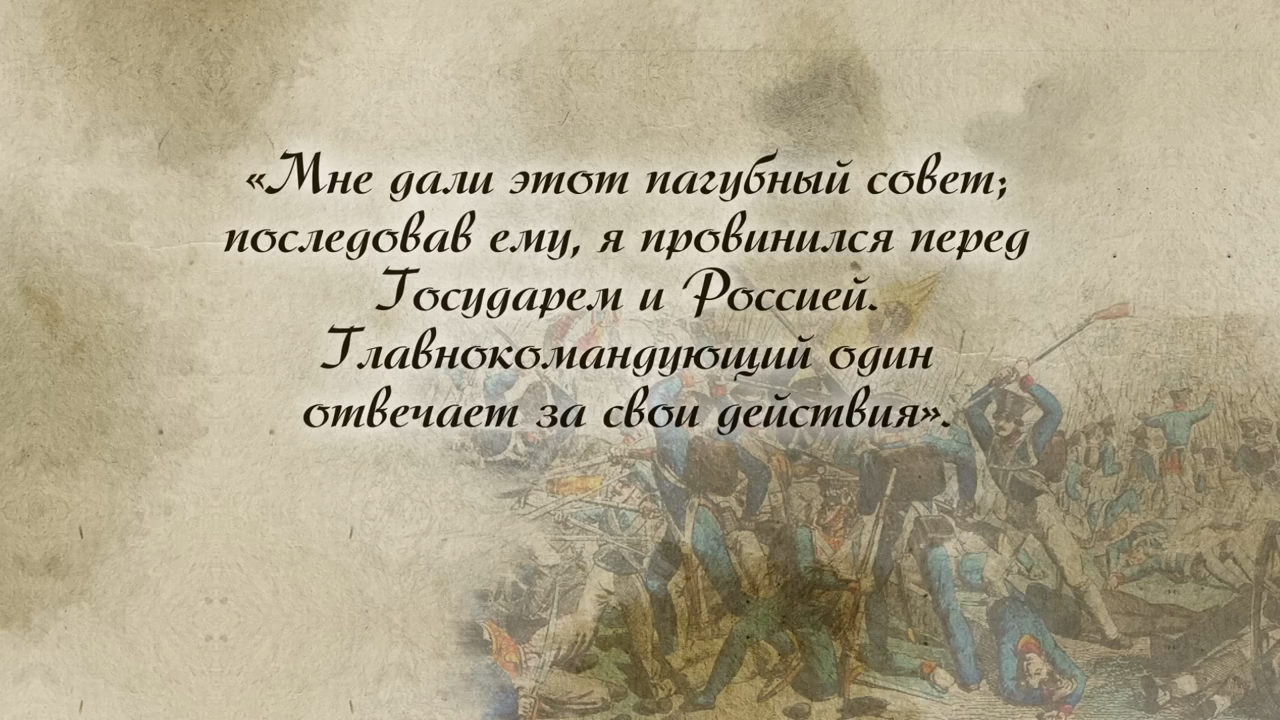 «Мне дали этот пагубный совет;
последовав ему, я провинился перед
Государем и Россией.
Главнокомандующий один
отвечает за свои действия».